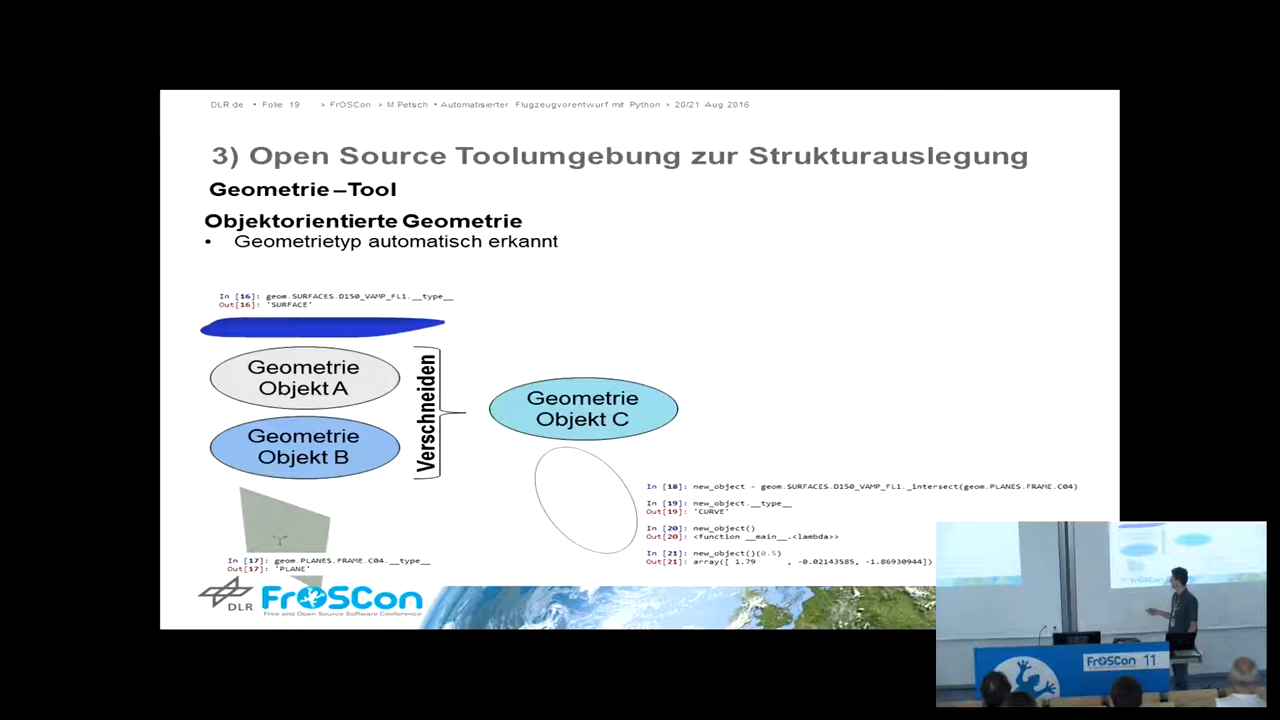 DLR de • Folie 19 > FrOSCon > M Petsch • Automatisierter Flugzeugvorentwurf mit Python > 20/21 Aug 2016
3) Open Source Toolumgebung zur Strukturauslegung
Geometrie –Tool
Objektorientierte Geometrie
• Geometrietyp automatisch erkannt
In [16]: geom.SURFACES.D150_VAMP_FL1.__type__
Out[16]: 'SURFACE'
Geometrie
Objekt A
Verschneiden
Geometrie
Objekt C
Geometrie
Objekt B
In [18]: new_object = geom.SURFACES.D150_VAMP_FL1._intersect(geom.PLANES.FRAME.C04)
In [19]: new_object.__type__
Out[19]: 'CURVE'
In [20]: new_object()
Out[20]: <function __main__.<lambda>>
In [21]: new_object()(0.5)
Out[21]: array([ 1.79 , -0.02143585, -1.86930944])
In [17]: geom.PLANES.FRAME.C04.__type__
Out[17]: 'PLANE'
DLR
FrOSCon
Free and Open Source Software Conference
FrOSCon 11